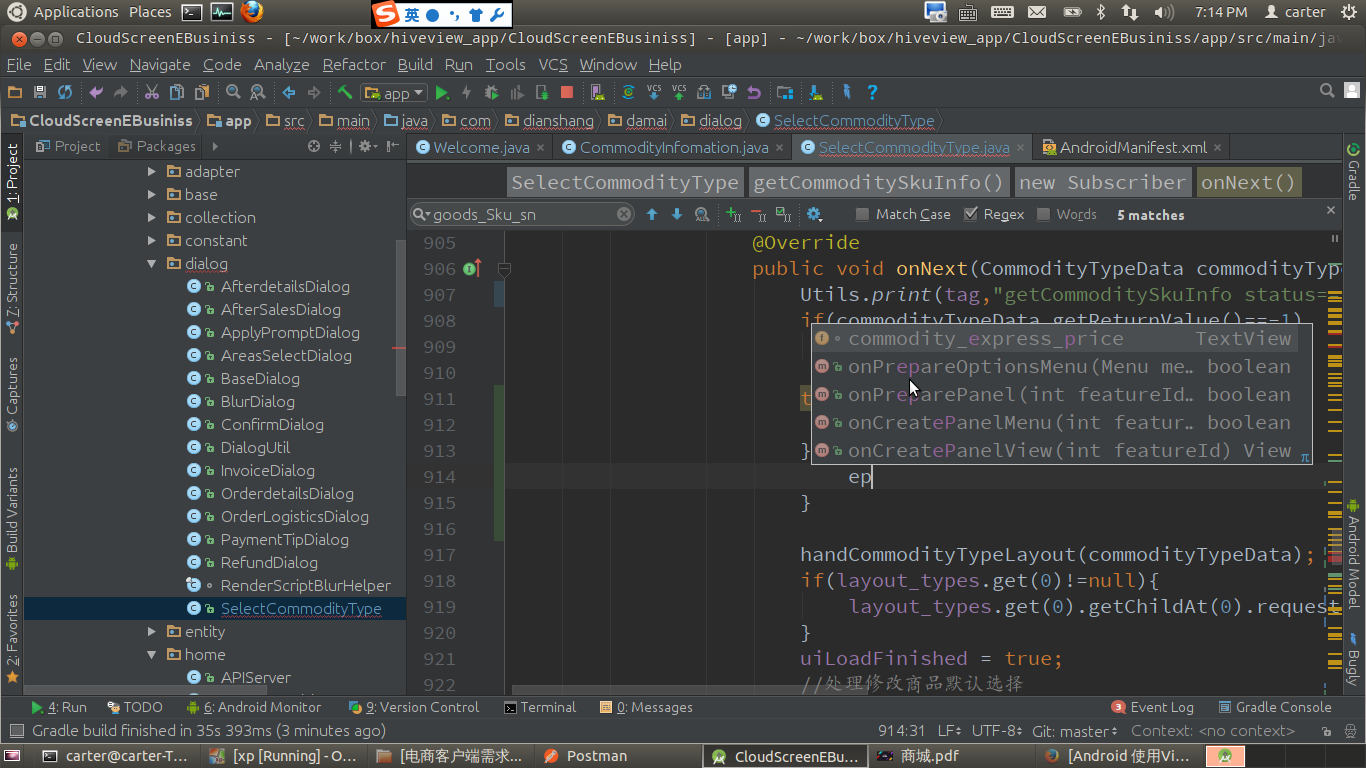 Applications Places 英 7:14 PM carter
CloudScreenEBusiniss - [~/work/box/hiveview_app/CloudScreenEBusiniss] - [app] - ~/work/box/hiveview_app/CloudScreenEBusiniss/app/src/main/jav
File Edit View Navigate Code Analyze Refactor Build Run Tools VCS Window Help
app VCS VCS
CloudScreenEBusiniss app src main java com dianshang damai dialog SelectCommodityType
Project Packages
Welcome.java CommodityInfomation.java SelectCommodityType.java AndroidManifest.xml
SelectCommodityType getCommoditySkuInfo() new Subscriber onNext()
goods_Sku_sn Match Case Regex Words 5 matches
1: Project
7: Structure
Captures
Build Variants
2: Favorites
adapter
base
collection
constant
dialog
AfterdetailsDialog
AfterSalesDialog
ApplyPromptDialog
AreasSelectDialog
BaseDialog
BlurDialog
ConfirmDialog
DialogUtil
InvoiceDialog
OrderdetailsDialog
OrderLogisticsDialog
PaymentTipDialog
RefundDialog
RenderScriptBlurHelper
SelectCommodityType
entity
home
APIServer
905 @Override
906 public void onNext(CommodityTypeData commodityTyp
907 Utils.print(tag,"getCommoditySkuInfo status==
908 if(commodityTypeData.getReturnValue()==-1)
909
910
911 t
912
913 }
914 ep
915 }
916
917 handCommodityTypeLayout(commodityTypeData);
918 if(layout_types.get(0)!=null){
919 layout_types.get(0).getChildAt(0).request
920 }
921 uiLoadFinished = true;
922 //处理修改商品默认选择
commodity_express_price TextView
onPrepareOptionsMenu(Menu me… boolean
onPreparePanel(int featureId… boolean
onCreatePanelMenu(int featur… boolean
onCreatePanelView(int featureId) View
π
Gradle
Android Model
Bugly
4: Run TODO 6: Android Monitor 9: Version Control Terminal 0: Messages 3 Event Log Gradle Console
Gradle build finished in 35s 393ms (3 minutes ago) 914:31 LF UTF-8 Git: master Context: <no context>
carter@carter-T... [xp [Running] - O... [电商客户端需求... Postman CloudScreenEBu... 商城.pdf [Android 使用Vi...